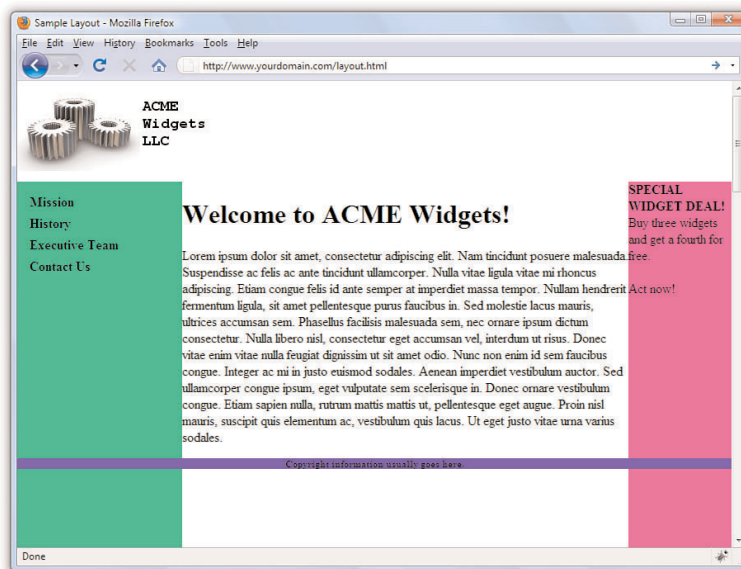 Sample Layout - Mozilla Firefox
File Edit View History Bookmarks Tools Help
http://www.yourdomain.com/layout.html
ACME
Widgets
LLC
Mission
History
Executive Team
Contact Us
Welcome to ACME Widgets!
Lorem ipsum dolor sit amet, consectetur adipiscing elit. Nam tincidunt posuere malesuada.
Suspendisse ac felis ac ante tincidunt ullamcorper. Nulla vitae ligula vitae mi rhoncus
adipiscing. Etiam congue felis id ante semper at imperdiet massa tempor. Nullam hendrerit
fermentum ligula, sit amet pellentesque purus faucibus in. Sed molestie lacus mauris,
ultrices accumsan sem. Phasellus facilisis malesuada sem, nec ornare ipsum dictum
consectetur. Nulla libero nisl, consectetur eget accumsan vel, interdum ut risus. Donec
vitae enim vitae nulla feugiat dignissim ut sit amet odio. Nunc non enim id sem faucibus
congue. Integer ac mi in justo euismod sodales. Aenean imperdiet vestibulum auctor. Sed
ullamcorper congue ipsum, eget vulputate sem scelerisque in. Donec ornare vestibulum
congue. Etiam sapien nulla, rutrum mattis mattis ut, pellentesque eget augue. Proin nisl
mauris, suscipit quis elementum ac, vestibulum quis lacus. Ut eget justo vitae urna varius
sodales.
SPECIAL
WIDGET DEAL!
Buy three widgets
and get a fourth for
free.
Act now!
Copyright information usually goes here.
Done